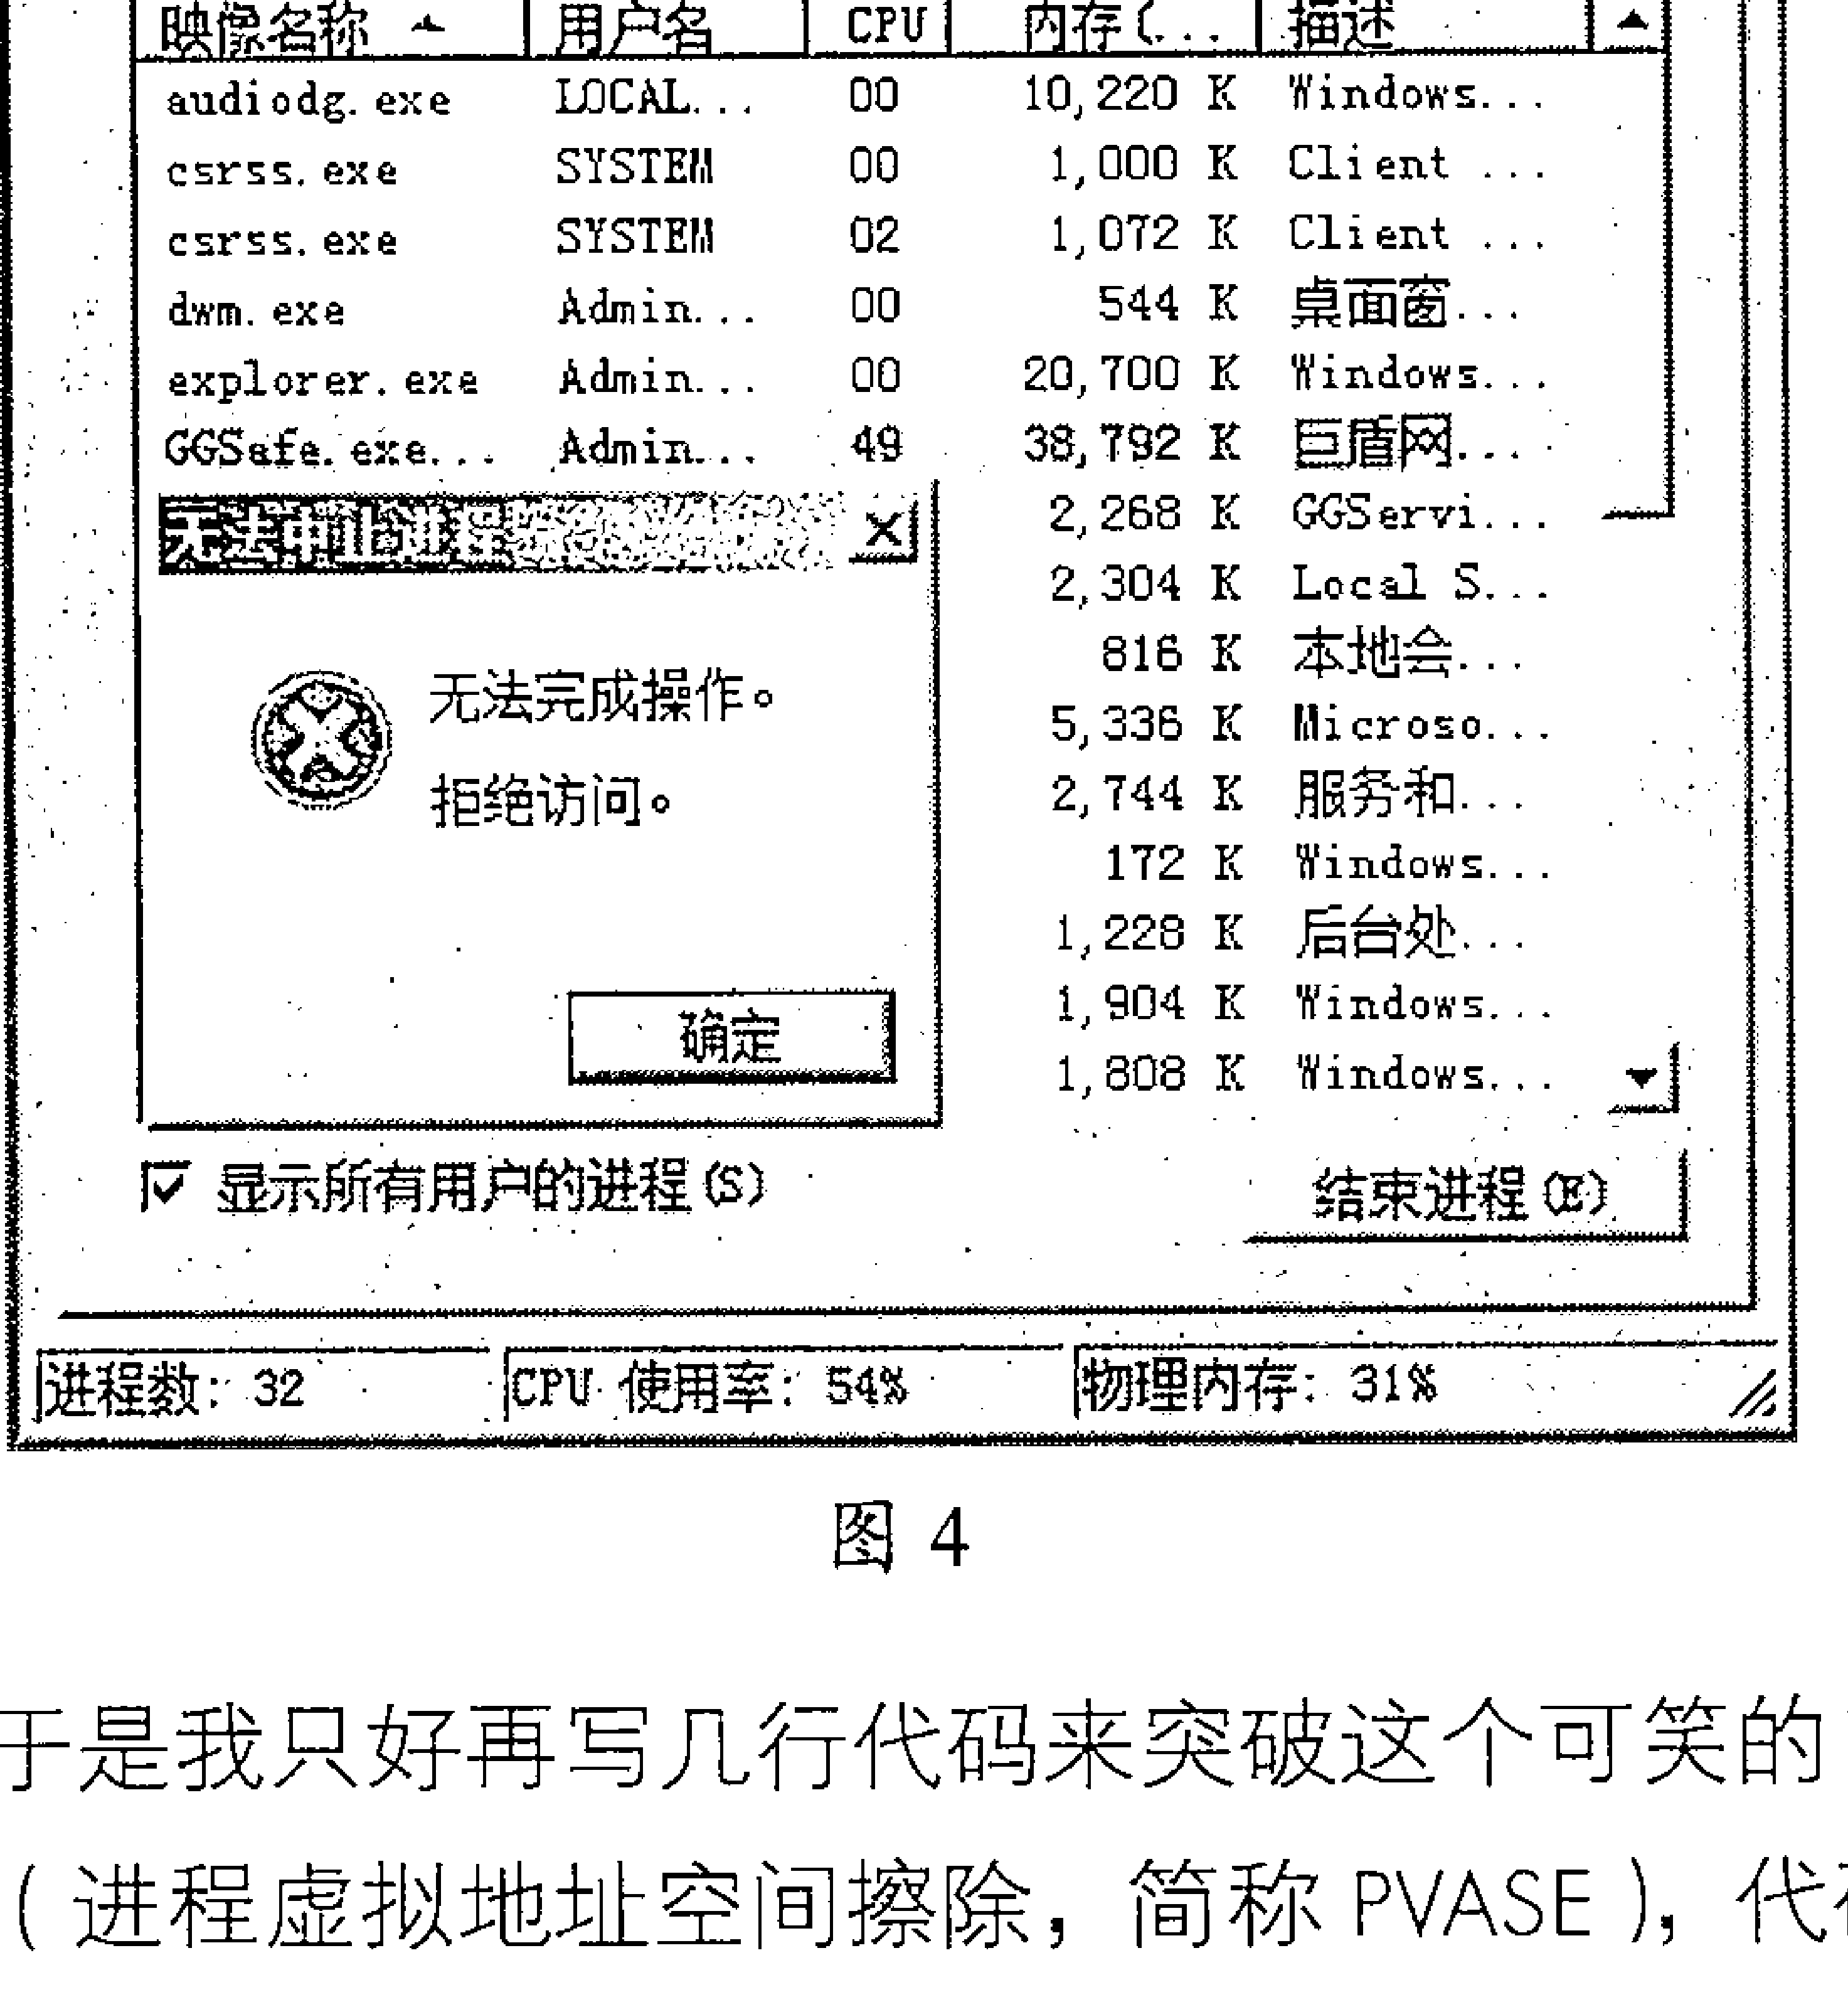 映像名称 用户名 CPU 内存(... 描述
audiodg.exe LOCAL... 00 10,220 K Windows...
csrss.exe SYSTEM 00 1,000 K Client ...
csrss.exe SYSTEM 02 1,072 K Client ...
dwm.exe Admin... 00 544 K 桌面窗...
explorer.exe Admin... 00 20,700 K Windows...
GGSafe.exe... Admin... 49 38,792 K 巨盾网...
无法中止进程
2,268 K GGServi...
2,304 K Local S...
无法完成操作。
816 K 本地会...
5,336 K Microso...
拒绝访问。
2,744 K 服务和...
172 K Windows...
1,228 K 后台处...
1,904 K Windows...
确定
1,808 K Windows...
显示所有用户的进程(S) 结束进程(E)
进程数: 32 CPU 使用率: 54% 物理内存: 31%
图 4
于是我只好再写几行代码来突破这个可笑的
(进程虚拟地址空间擦除，简称 PVASE)，代